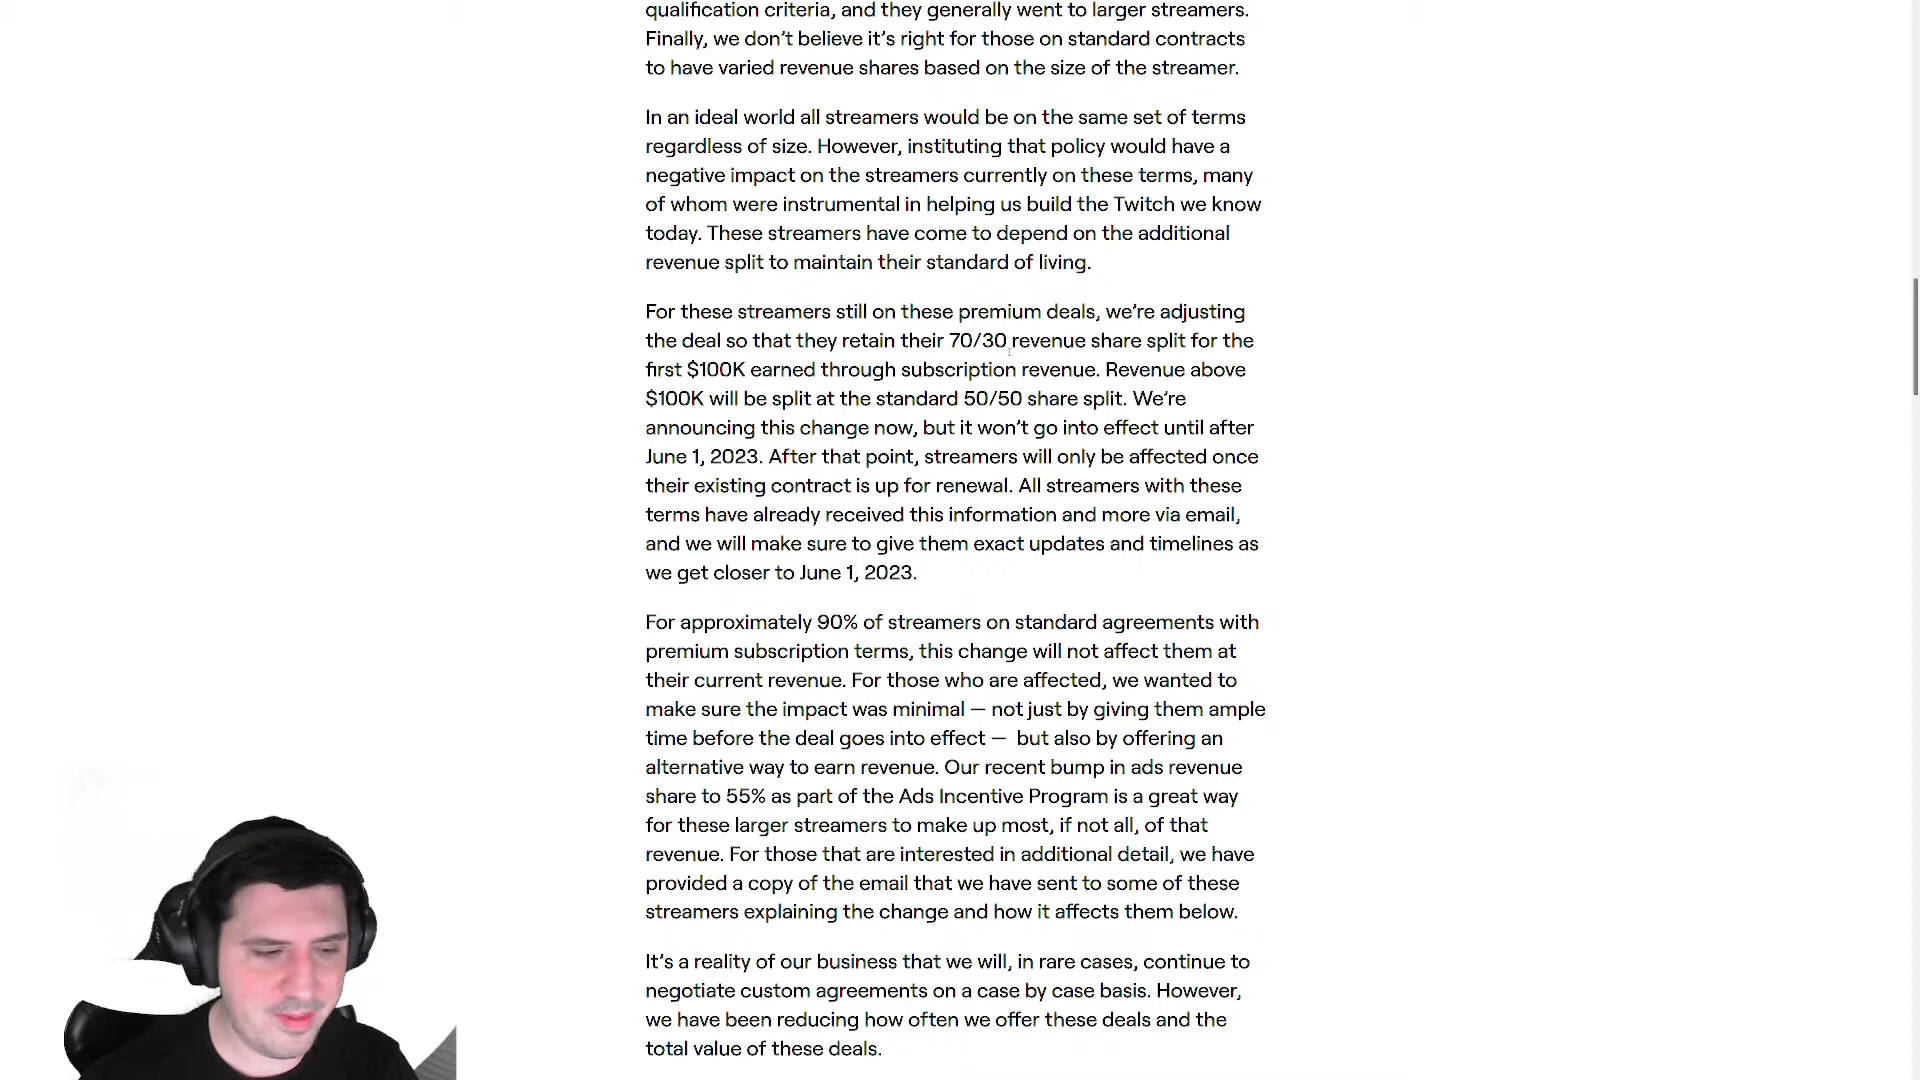 qualification criteria, and they generally went to larger streamers.
Finally, we don’t believe it’s right for those on standard contracts
to have varied revenue shares based on the size of the streamer.
In an ideal world all streamers would be on the same set of terms
regardless of size. However, instituting that policy would have a
negative impact on the streamers currently on these terms, many
of whom were instrumental in helping us build the Twitch we know
today. These streamers have come to depend on the additional
revenue split to maintain their standard of living.
For these streamers still on these premium deals, we’re adjusting
the deal so that they retain their 70/30 revenue share split for the
first $100K earned through subscription revenue. Revenue above
$100K will be split at the standard 50/50 share split. We’re
announcing this change now, but it won’t go into effect until after
June 1, 2023. After that point, streamers will only be affected once
their existing contract is up for renewal. All streamers with these
terms have already received this information and more via email,
and we will make sure to give them exact updates and timelines as
we get closer to June 1, 2023.
For approximately 90% of streamers on standard agreements with
premium subscription terms, this change will not affect them at
their current revenue. For those who are affected, we wanted to
make sure the impact was minimal — not just by giving them ample
time before the deal goes into effect —  but also by offering an
alternative way to earn revenue. Our recent bump in ads revenue
share to 55% as part of the Ads Incentive Program is a great way
for these larger streamers to make up most, if not all, of that
revenue. For those that are interested in additional detail, we have
provided a copy of the email that we have sent to some of these
streamers explaining the change and how it affects them below.
It’s a reality of our business that we will, in rare cases, continue to
negotiate custom agreements on a case by case basis. However,
we have been reducing how often we offer these deals and the
total value of these deals.